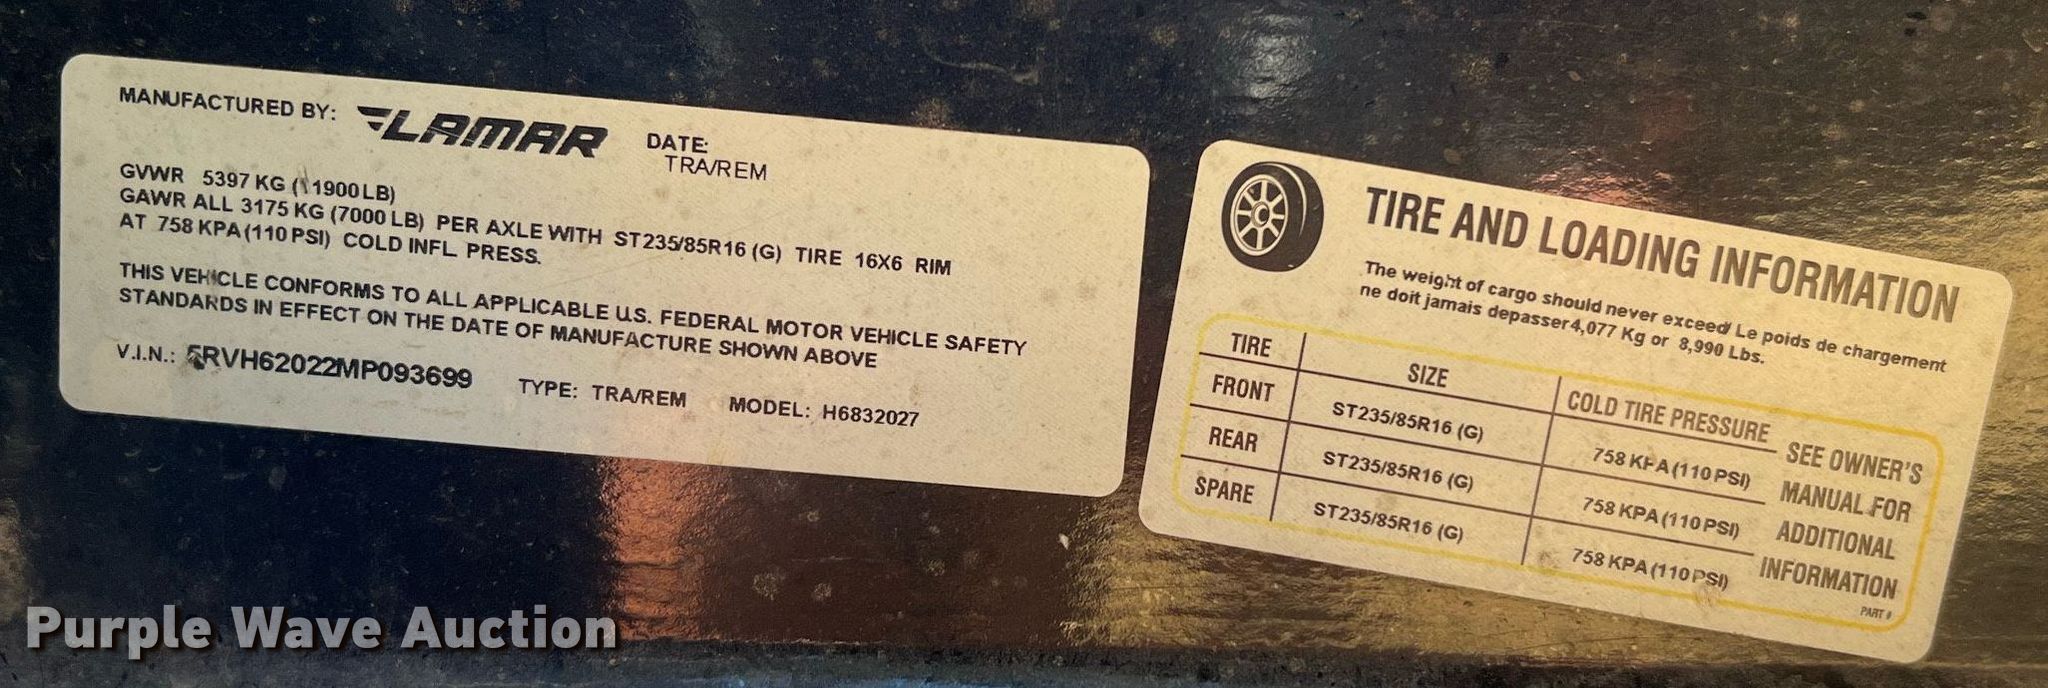 MANUFACTURED BY: LAMAR DATE:
TRA/REM
GVWR 5397 KG (11900 LB)
GAWR ALL 3175 KG (7000 LB) PER AXLE WITH ST235/85R16 (G) TIRE 16X6 RIM
AT 758 KPA (110 PSI) COLD INFL. PRESS.
THIS VEHICLE CONFORMS TO ALL APPLICABLE U.S. FEDERAL MOTOR VEHICLE SAFETY
STANDARDS IN EFFECT ON THE DATE OF MANUFACTURE SHOWN ABOVE
V.I.N.: 5RVH62022MP093699 TYPE: TRA/REM MODEL: H6832027
TIRE AND LOADING INFORMATION
The weight of cargo should never exceed/ Le poids de chargement
ne doit jamais depasser 4,077 Kg or 8,990 Lbs.
TIRE SIZE COLD TIRE PRESSURE
FRONT ST235/85R16 (G) 758 KPA (110 PSI)
REAR ST235/85R16 (G) 758 KPA (110 PSI)
SPARE ST235/85R16 (G) 758 KPA (110 PSI)
SEE OWNER'S
MANUAL FOR
ADDITIONAL
INFORMATION
PART #
Purple Wave Auction